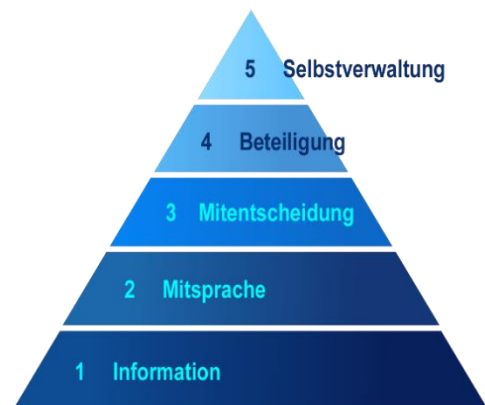 5 Selbstverwaltung
4 Beteiligung
3 Mitentscheidung
2 Mitsprache
1 Information